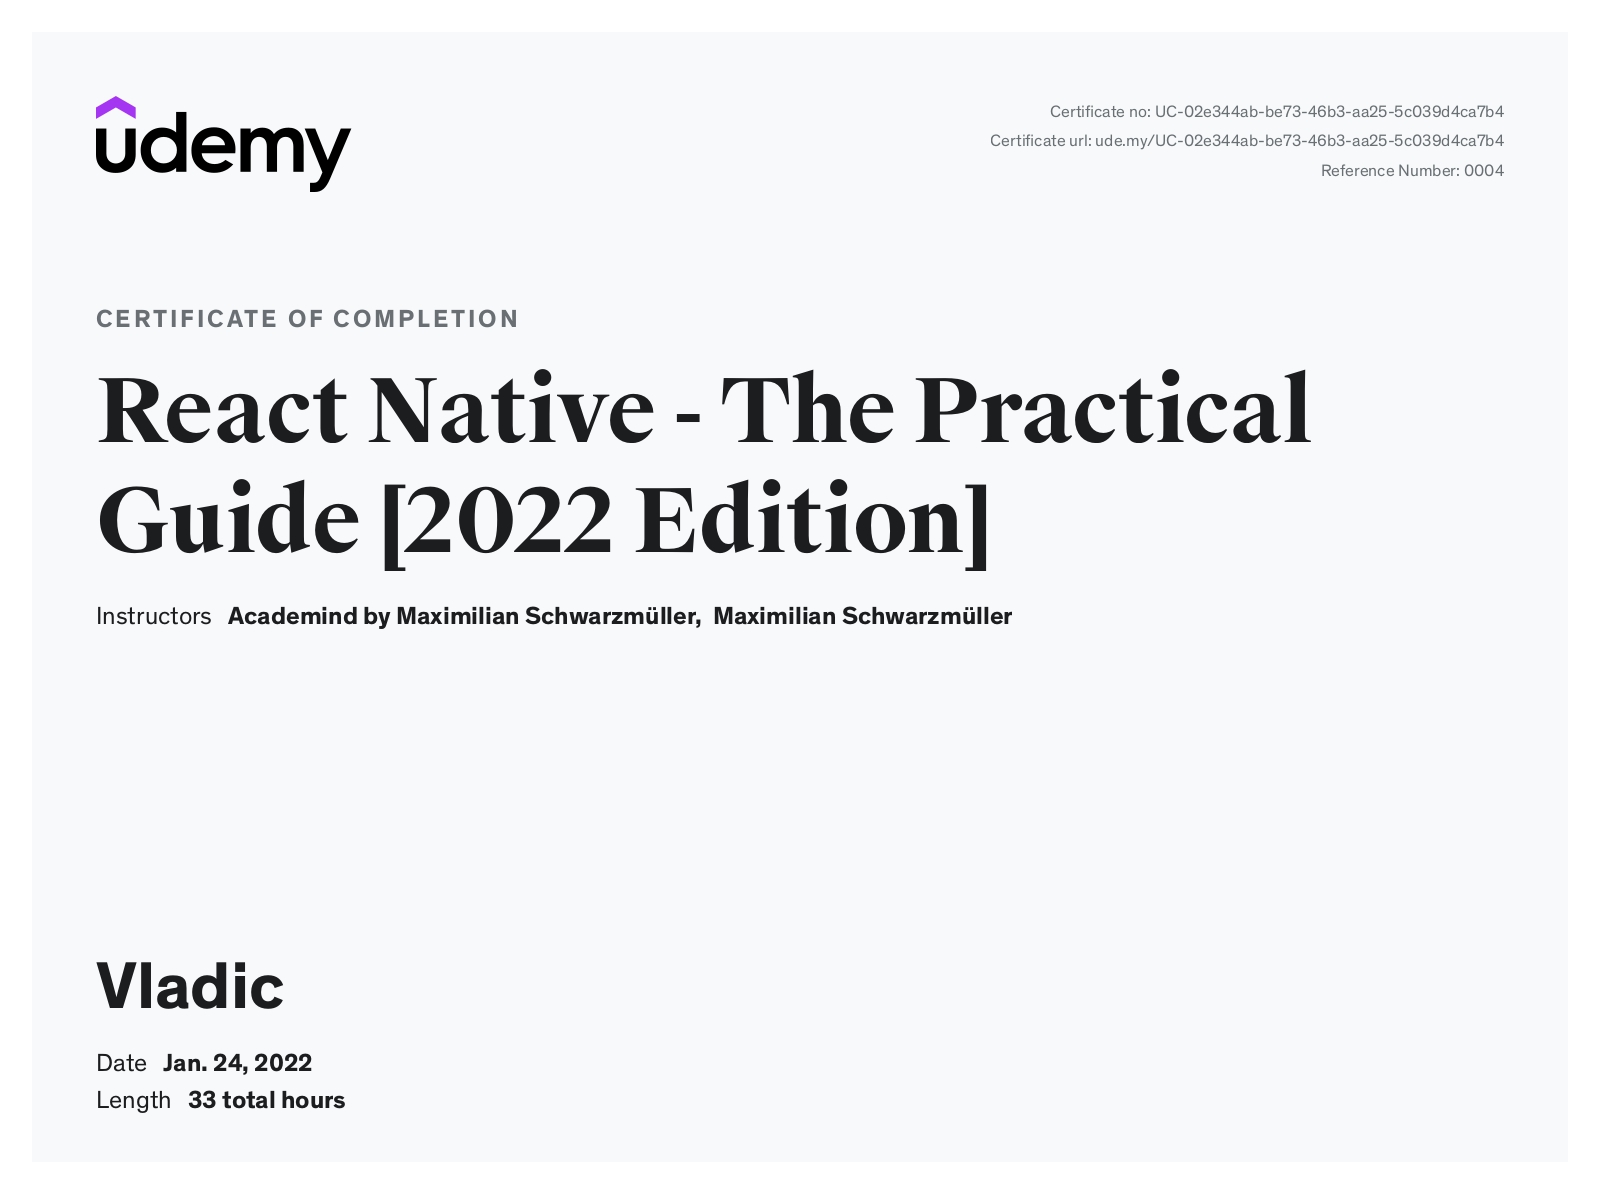 udemy
Certificate no: UC-02e344ab-be73-46b3-aa25-5c039d4ca7b4
Certificate url: ude.my/UC-02e344ab-be73-46b3-aa25-5c039d4ca7b4
Reference Number: 0004
CERTIFICATE OF COMPLETION
React Native - The Practical
Guide [2022 Edition]
Instructors Academind by Maximilian Schwarzmüller, Maximilian Schwarzmüller
Vladic
Date Jan. 24, 2022
Length 33 total hours